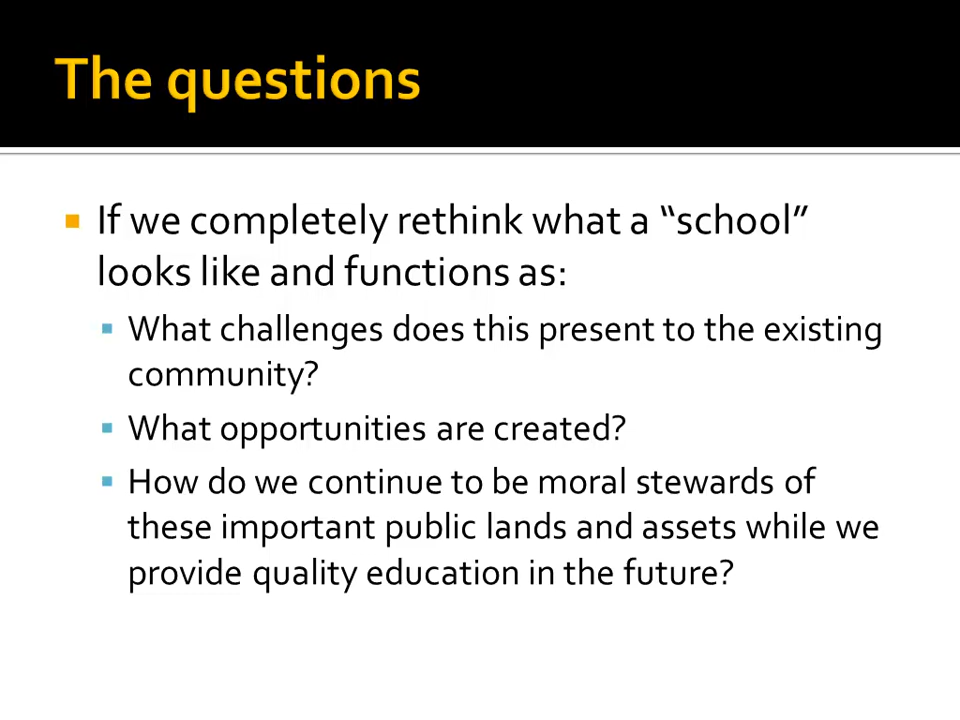 The questions
If we completely rethink what a “school”
looks like and functions as:
What challenges does this present to the existing
community?
What opportunities are created?
How do we continue to be moral stewards of
these important public lands and assets while we
provide quality education in the future?